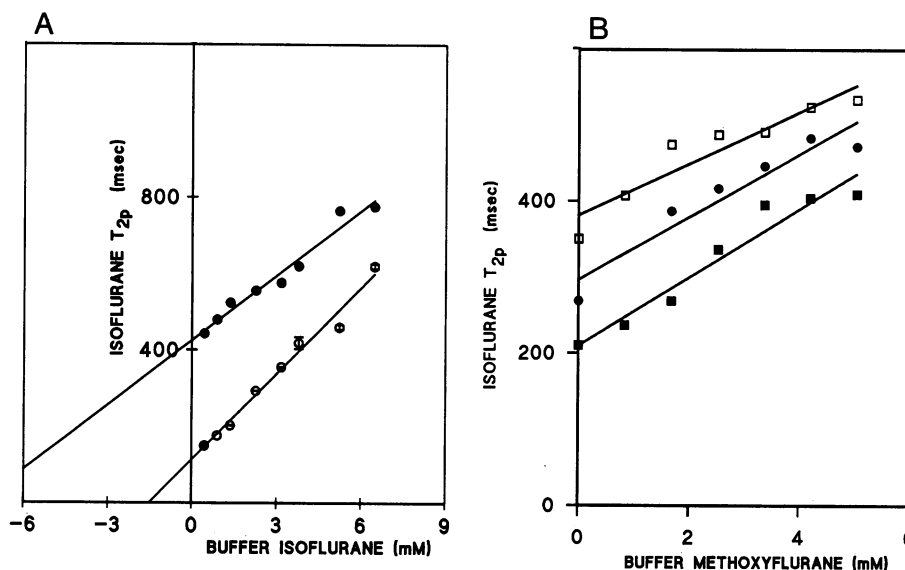 A
B
ISOFLURANE T2p (msec)
800
400
-6
-3
0
3
6
9
BUFFER ISOFLURANE (mM)
ISOFLURANE T2p (msec)
400
200
0
0
2
4
6
BUFFER METHOXYFLURANE (mM)